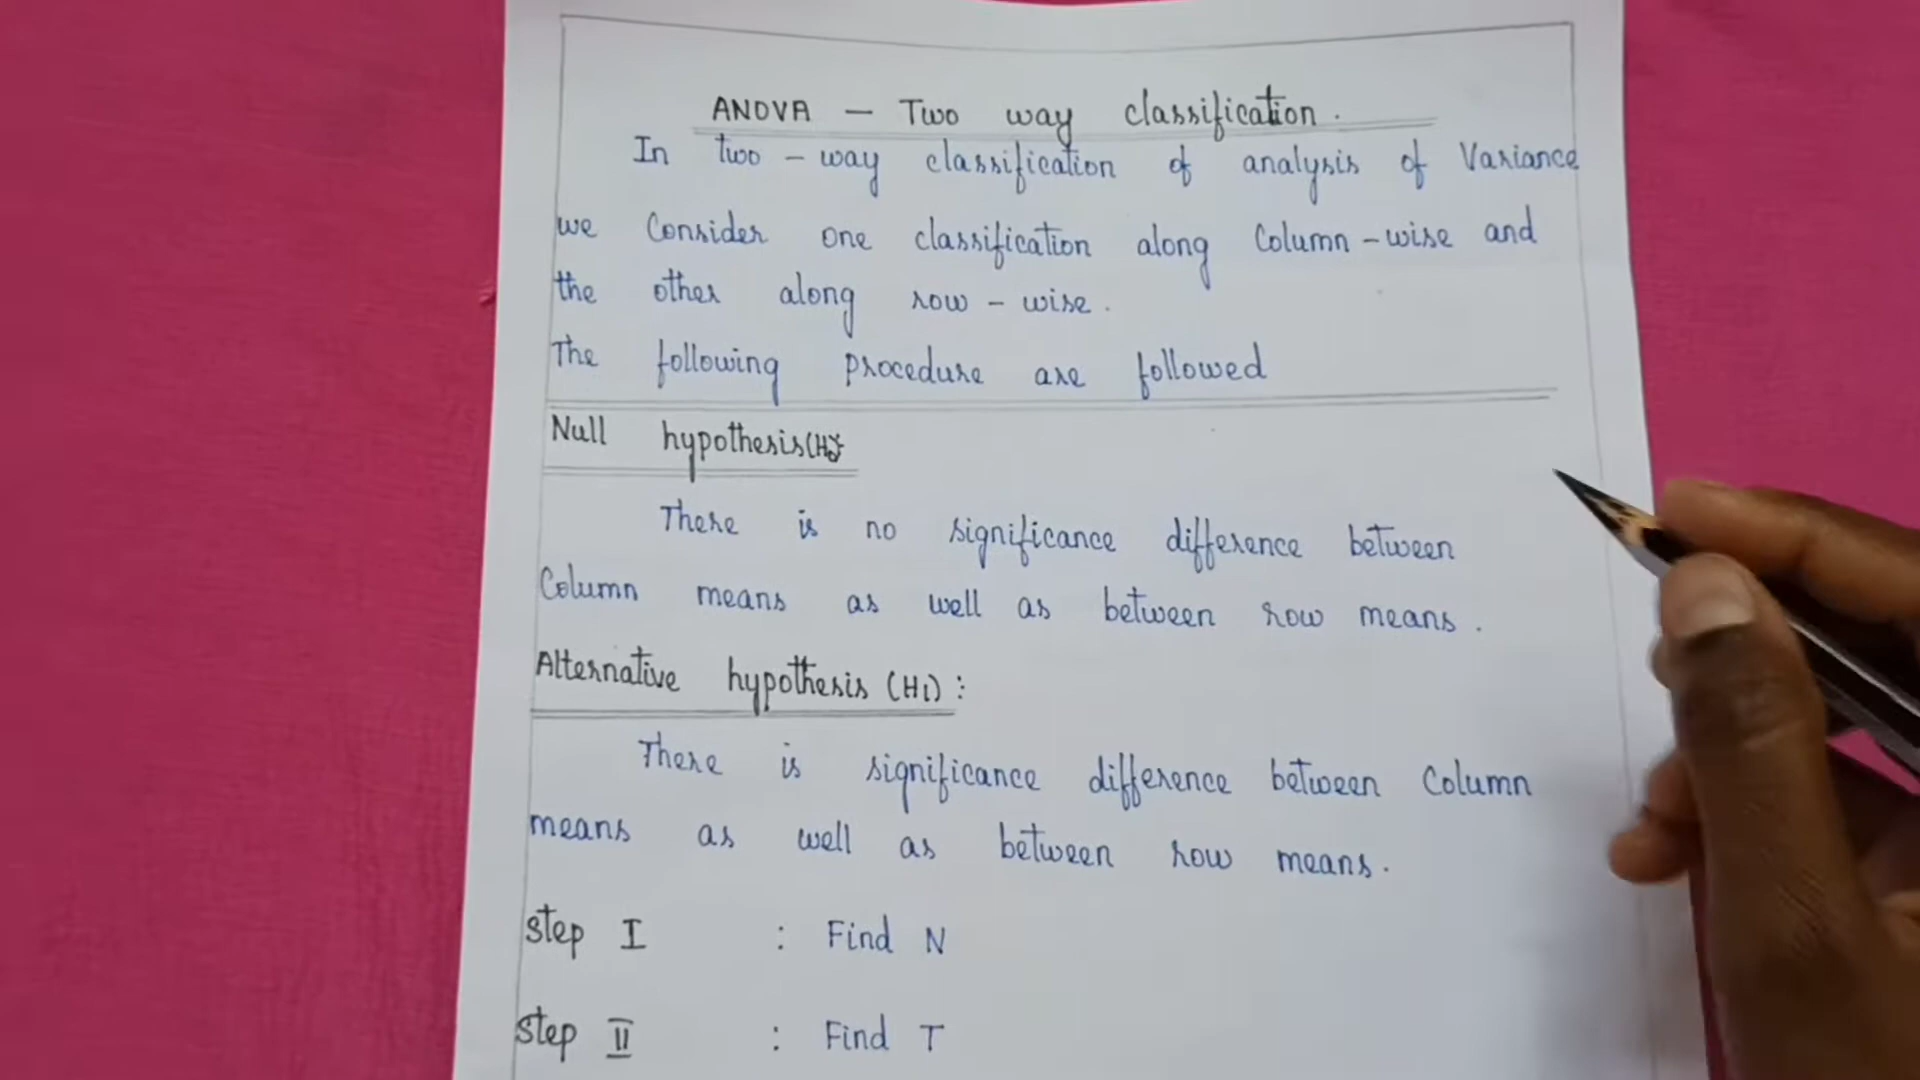 ANOVA - Two way classification.
In two-way classification of analysis of Variance
we Consider one classification along Column-wise and
the other along row-wise.
The following procedure are followed
Null hypothesis(H0):
There is no significance difference between
Column means as well as between row means.
Alternative hypothesis (H1):
There is significance difference between Column
means as well as between row means.
Step I : Find N
Step II : Find T